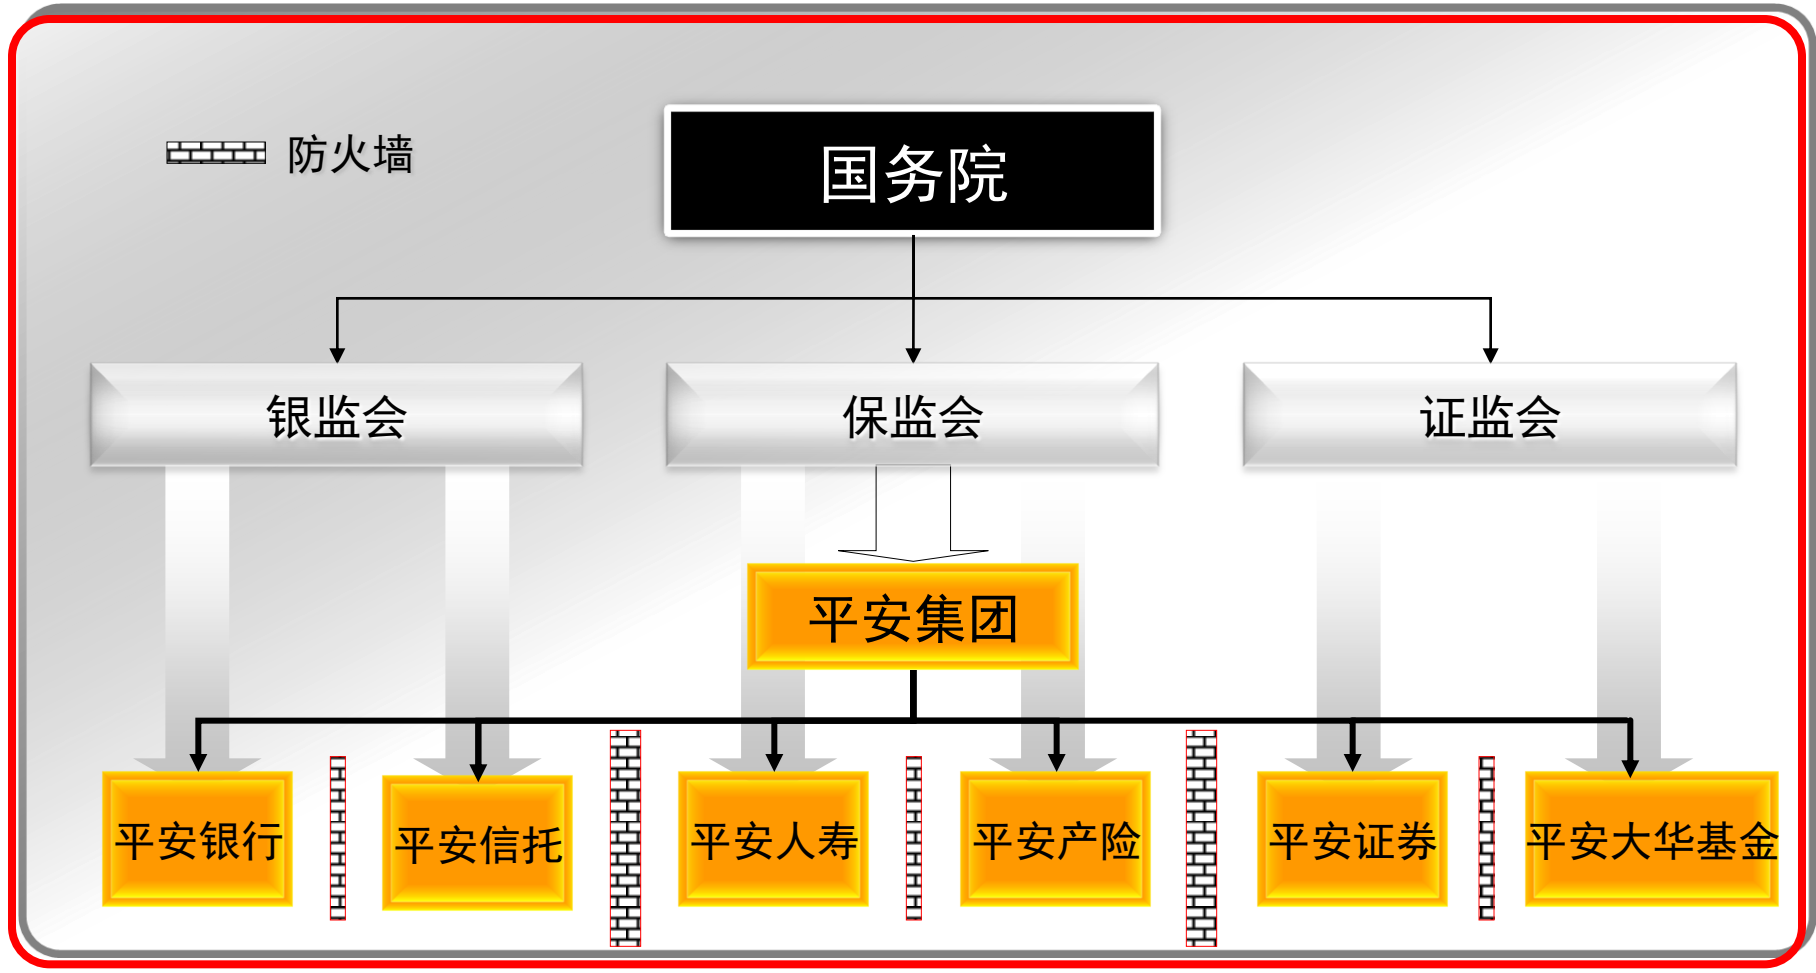 防火墙
国务院
银监会
保监会
证监会
平安集团
平安银行
平安信托
平安人寿
平安产险
平安证券
平安大华基金